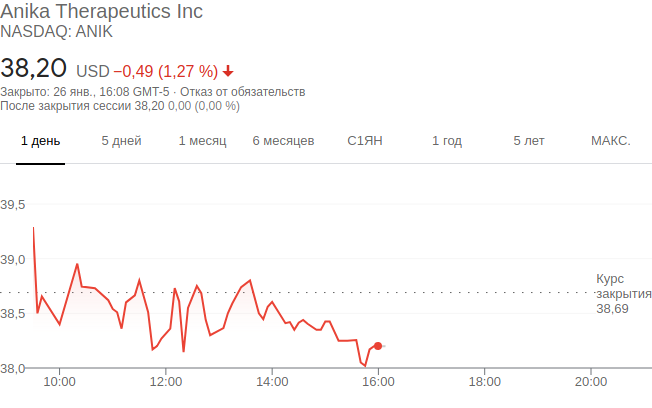 Anika Therapeutics Inc
NASDAQ: ANIK
38,20 USD −0,49 (1,27 %)
Закрыто: 26 янв., 16:08 GMT-5 · Отказ от обязательств
После закрытия сессии 38,20 0,00 (0,00 %)
1 день 5 дней 1 месяц 6 месяцев С1ЯН 1 год 5 лет МАКС.
39,5
39,0
Курс
закрытия
38,69
38,5
38,0
10:00 12:00 14:00 16:00 18:00 20:00